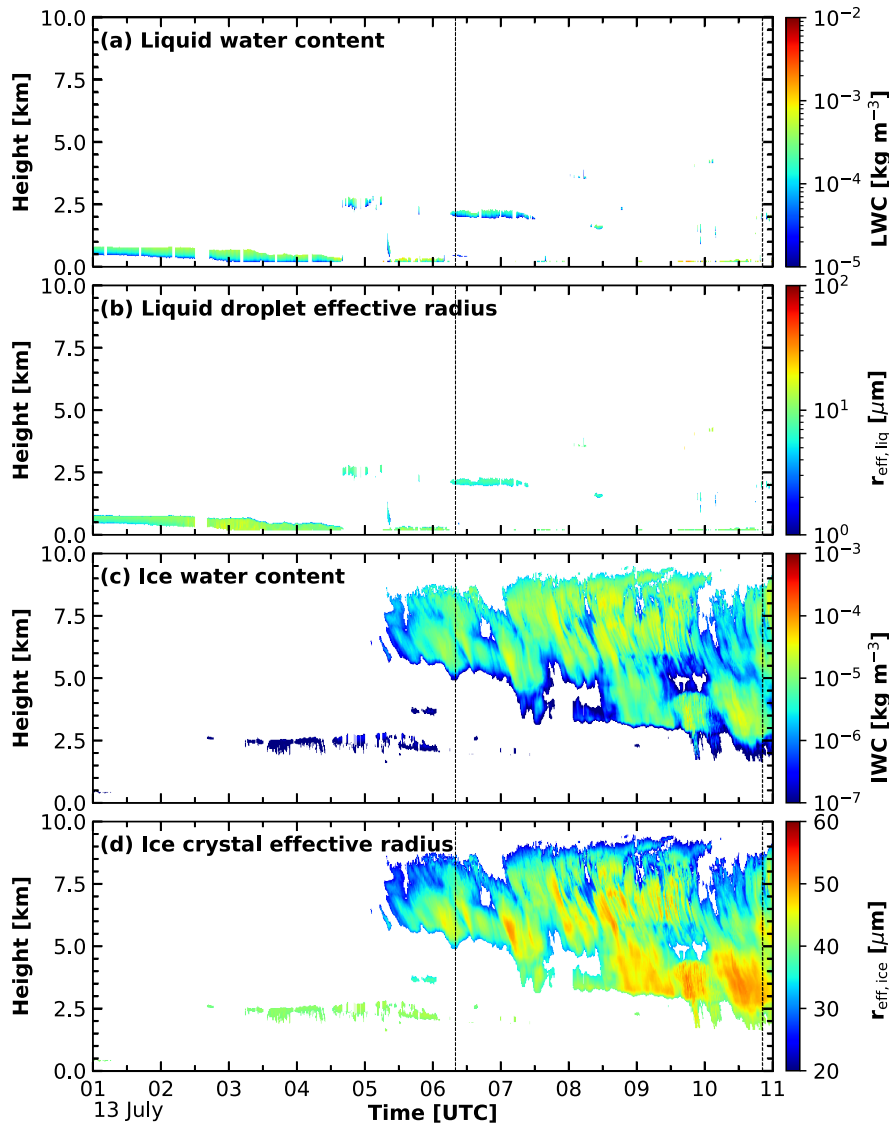 (a) Liquid water content
10.0
7.5
5.0
2.5
0.0
Height [km]
10⁻²
10⁻³
10⁻⁴
10⁻⁵
LWC [kg m⁻³]
(b) Liquid droplet effective radius
10.0
7.5
5.0
2.5
0.0
Height [km]
10²
10¹
10⁰
r_eff,liq [μm]
(c) Ice water content
10.0
7.5
5.0
2.5
0.0
Height [km]
10⁻³
10⁻⁴
10⁻⁵
10⁻⁶
10⁻⁷
IWC [kg m⁻³]
(d) Ice crystal effective radius
10.0
7.5
5.0
2.5
0.0
Height [km]
60
50
40
30
20
r_eff,ice [μm]
01 02 03 04 05 06 07 08 09 10 11
13 July
Time [UTC]